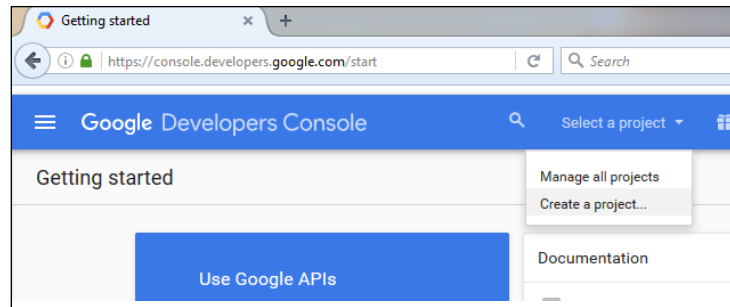 Getting started
https://console.developers.google.com/start
Search
Google Developers Console
Select a project
Getting started
Manage all projects
Create a project...
Use Google APIs
Documentation